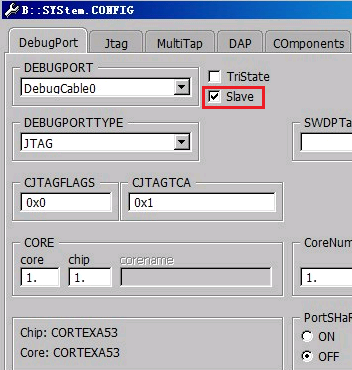 B::SYStem.CONFIG
DebugPort Jtag MultiTap DAP COmponents
DEBUGPORT
DebugCable0
TriState
Slave
DEBUGPORTTYPE
JTAG
SWDPTa
CJTAGFLAGS
0x0
CJTAGTCA
0x1
CORE
core chip corename
1. 1.
CoreNum
1.
Chip: CORTEXA53
Core: CORTEXA53
PortSHaR
ON
OFF